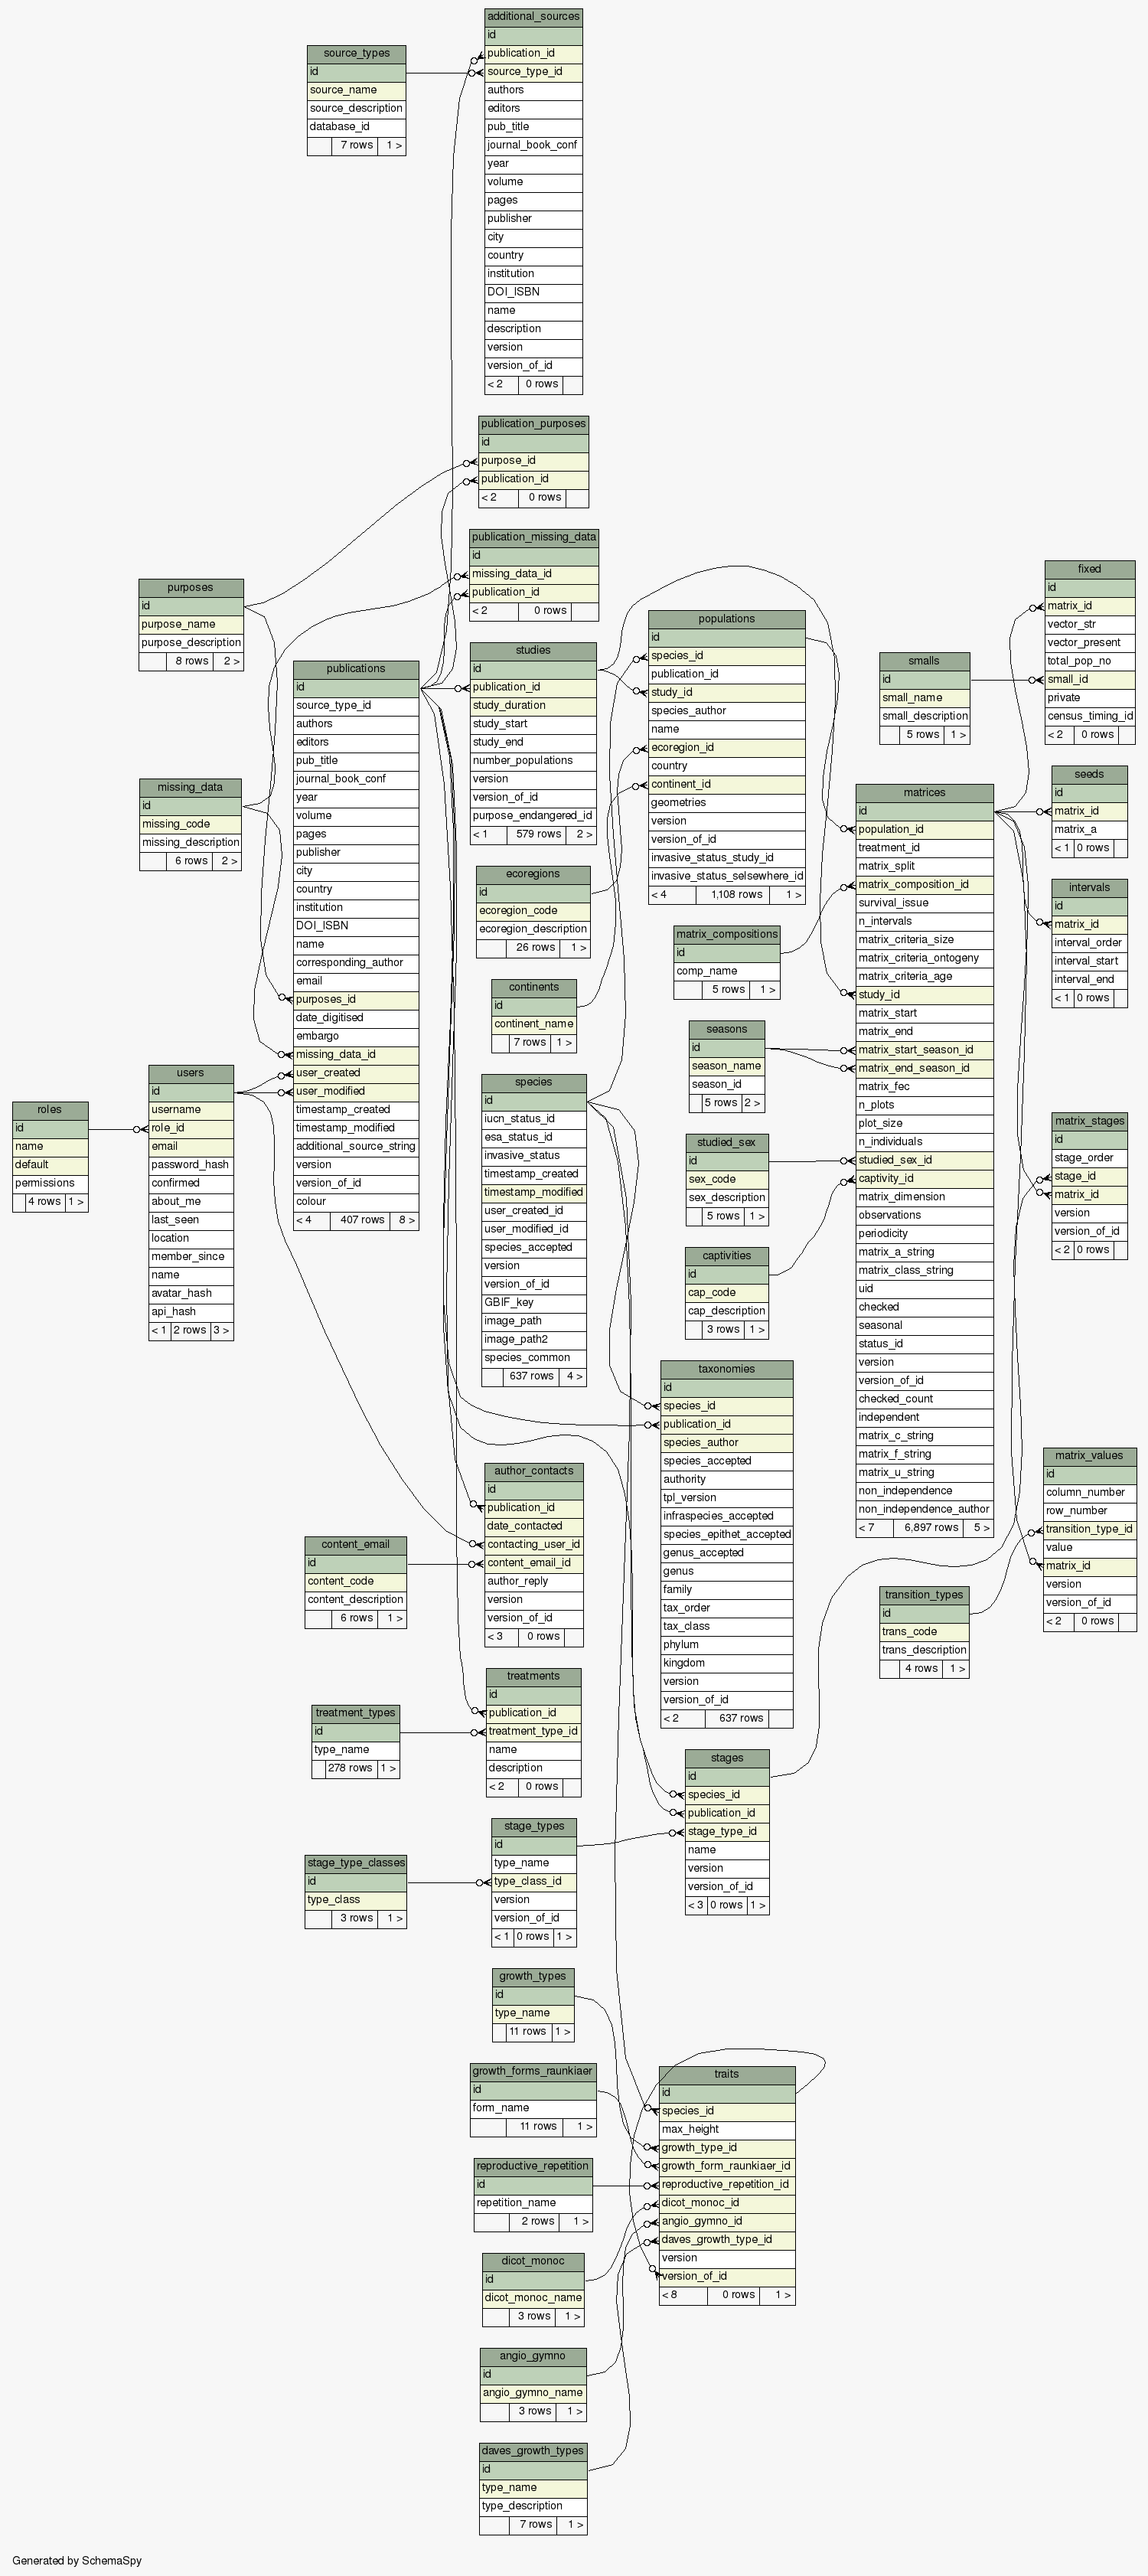 additional_sources
id
publication_id
source_type_id
authors
editors
pub_title
journal_book_conf
year
volume
pages
publisher
city
country
institution
DOI_ISBN
name
description
version
version_of_id
< 2 0 rows
source_types
id
source_name
source_description
database_id
7 rows 1 >
publication_purposes
id
purpose_id
publication_id
< 2 0 rows
publication_missing_data
id
missing_data_id
publication_id
< 2 0 rows
purposes
id
purpose_name
purpose_description
8 rows 2 >
missing_data
id
missing_code
missing_description
6 rows 2 >
publications
id
source_type_id
authors
editors
pub_title
journal_book_conf
year
volume
pages
publisher
city
country
institution
DOI_ISBN
name
corresponding_author
email
purposes_id
date_digitised
embargo
missing_data_id
user_created
user_modified
timestamp_created
timestamp_modified
additional_source_string
version
version_of_id
colour
< 4 407 rows 8 >
studies
id
publication_id
study_duration
study_start
study_end
number_populations
version
version_of_id
purpose_endangered_id
< 1 579 rows 2 >
populations
id
species_id
publication_id
study_id
species_author
name
ecoregion_id
country
continent_id
geometries
version
version_of_id
invasive_status_study_id
invasive_status_selsewhere_id
< 4 1,108 rows 1 >
smalls
id
small_name
small_description
5 rows 1 >
fixed
id
matrix_id
vector_str
vector_present
total_pop_no
small_id
private
census_timing_id
< 2 0 rows
seeds
id
matrix_id
matrix_a
< 1 0 rows
intervals
id
matrix_id
interval_order
interval_start
interval_end
< 1 0 rows
ecoregions
id
ecoregion_code
ecoregion_description
26 rows 1 >
continents
id
continent_name
7 rows 1 >
matrix_compositions
id
comp_name
5 rows 1 >
seasons
id
season_name
season_id
5 rows 2 >
studied_sex
id
sex_code
sex_description
5 rows 1 >
captivities
id
cap_code
cap_description
3 rows 1 >
matrices
id
population_id
treatment_id
matrix_split
matrix_composition_id
survival_issue
n_intervals
matrix_criteria_size
matrix_criteria_ontogeny
matrix_criteria_age
study_id
matrix_start
matrix_end
matrix_start_season_id
matrix_end_season_id
matrix_fec
n_plots
plot_size
n_individuals
studied_sex_id
captivity_id
matrix_dimension
observations
periodicity
matrix_a_string
matrix_class_string
uid
checked
seasonal
status_id
version
version_of_id
checked_count
independent
matrix_c_string
matrix_f_string
matrix_u_string
non_independence
non_independence_author
< 7 6,897 rows 5 >
matrix_stages
id
stage_order
stage_id
matrix_id
version
version_of_id
< 2 0 rows
matrix_values
id
column_number
row_number
transition_type_id
value
matrix_id
version
version_of_id
< 2 0 rows
transition_types
id
trans_code
trans_description
4 rows 1 >
roles
id
name
default
permissions
4 rows 1 >
users
id
username
role_id
email
password_hash
confirmed
about_me
last_seen
location
member_since
name
avatar_hash
api_hash
< 1 2 rows 3 >
species
id
iucn_status_id
esa_status_id
invasive_status
timestamp_created
timestamp_modified
user_created_id
user_modified_id
species_accepted
version
version_of_id
GBIF_key
image_path
image_path2
species_common
637 rows 4 >
taxonomies
id
species_id
publication_id
species_author
species_accepted
authority
tpl_version
infraspecies_accepted
species_epithet_accepted
genus_accepted
genus
family
tax_order
tax_class
phylum
kingdom
version
version_of_id
< 2 637 rows
author_contacts
id
publication_id
date_contacted
contacting_user_id
content_email_id
author_reply
version
version_of_id
< 3 0 rows
content_email
id
content_code
content_description
6 rows 1 >
treatments
id
publication_id
treatment_type_id
name
description
< 2 0 rows
treatment_types
id
type_name
278 rows 1 >
stages
id
species_id
publication_id
stage_type_id
name
version
version_of_id
< 3 0 rows 1 >
stage_types
id
type_name
type_class_id
version
version_of_id
< 1 0 rows 1 >
stage_type_classes
id
type_class
3 rows 1 >
growth_types
id
type_name
11 rows 1 >
growth_forms_raunkiaer
id
form_name
11 rows 1 >
reproductive_repetition
id
repetition_name
2 rows 1 >
dicot_monoc
id
dicot_monoc_name
3 rows 1 >
angio_gymno
id
angio_gymno_name
3 rows 1 >
daves_growth_types
id
type_name
type_description
7 rows 1 >
traits
id
species_id
max_height
growth_type_id
growth_form_raunkiaer_id
reproductive_repetition_id
dicot_monoc_id
angio_gymno_id
daves_growth_type_id
version
version_of_id
< 8 0 rows 1 >
Generated by SchemaSpy